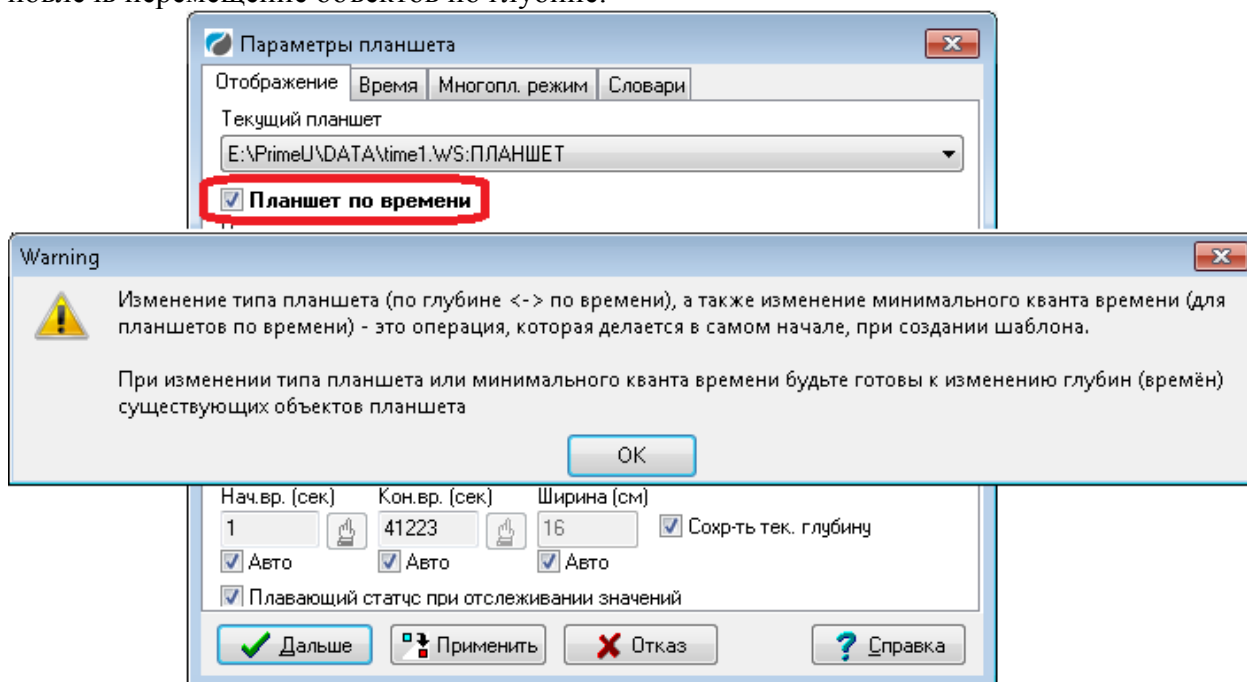 перемещение объектов по глубине.
Параметры планшета
Отображение Время Многопл. режим Словари
Текущий планшет
E:\PrimeU\DATA\time1.WS:ПЛАНШЕТ
Планшет по времени
Warning
Изменение типа планшета (по глубине <-> по времени), а также изменение минимального кванта времени (для
планшетов по времени) - это операция, которая делается в самом начале, при создании шаблона.
При изменении типа планшета или минимального кванта времени будьте готовы к изменению глубин (времён)
существующих объектов планшета
OK
Нач.вр. (сек) Кон.вр. (сек) Ширина (см)
1 41223 16 Сохр-ть тек. глубину
Авто Авто Авто
Плавающий статус при отслеживании значений
Дальше Применить Отказ Справка